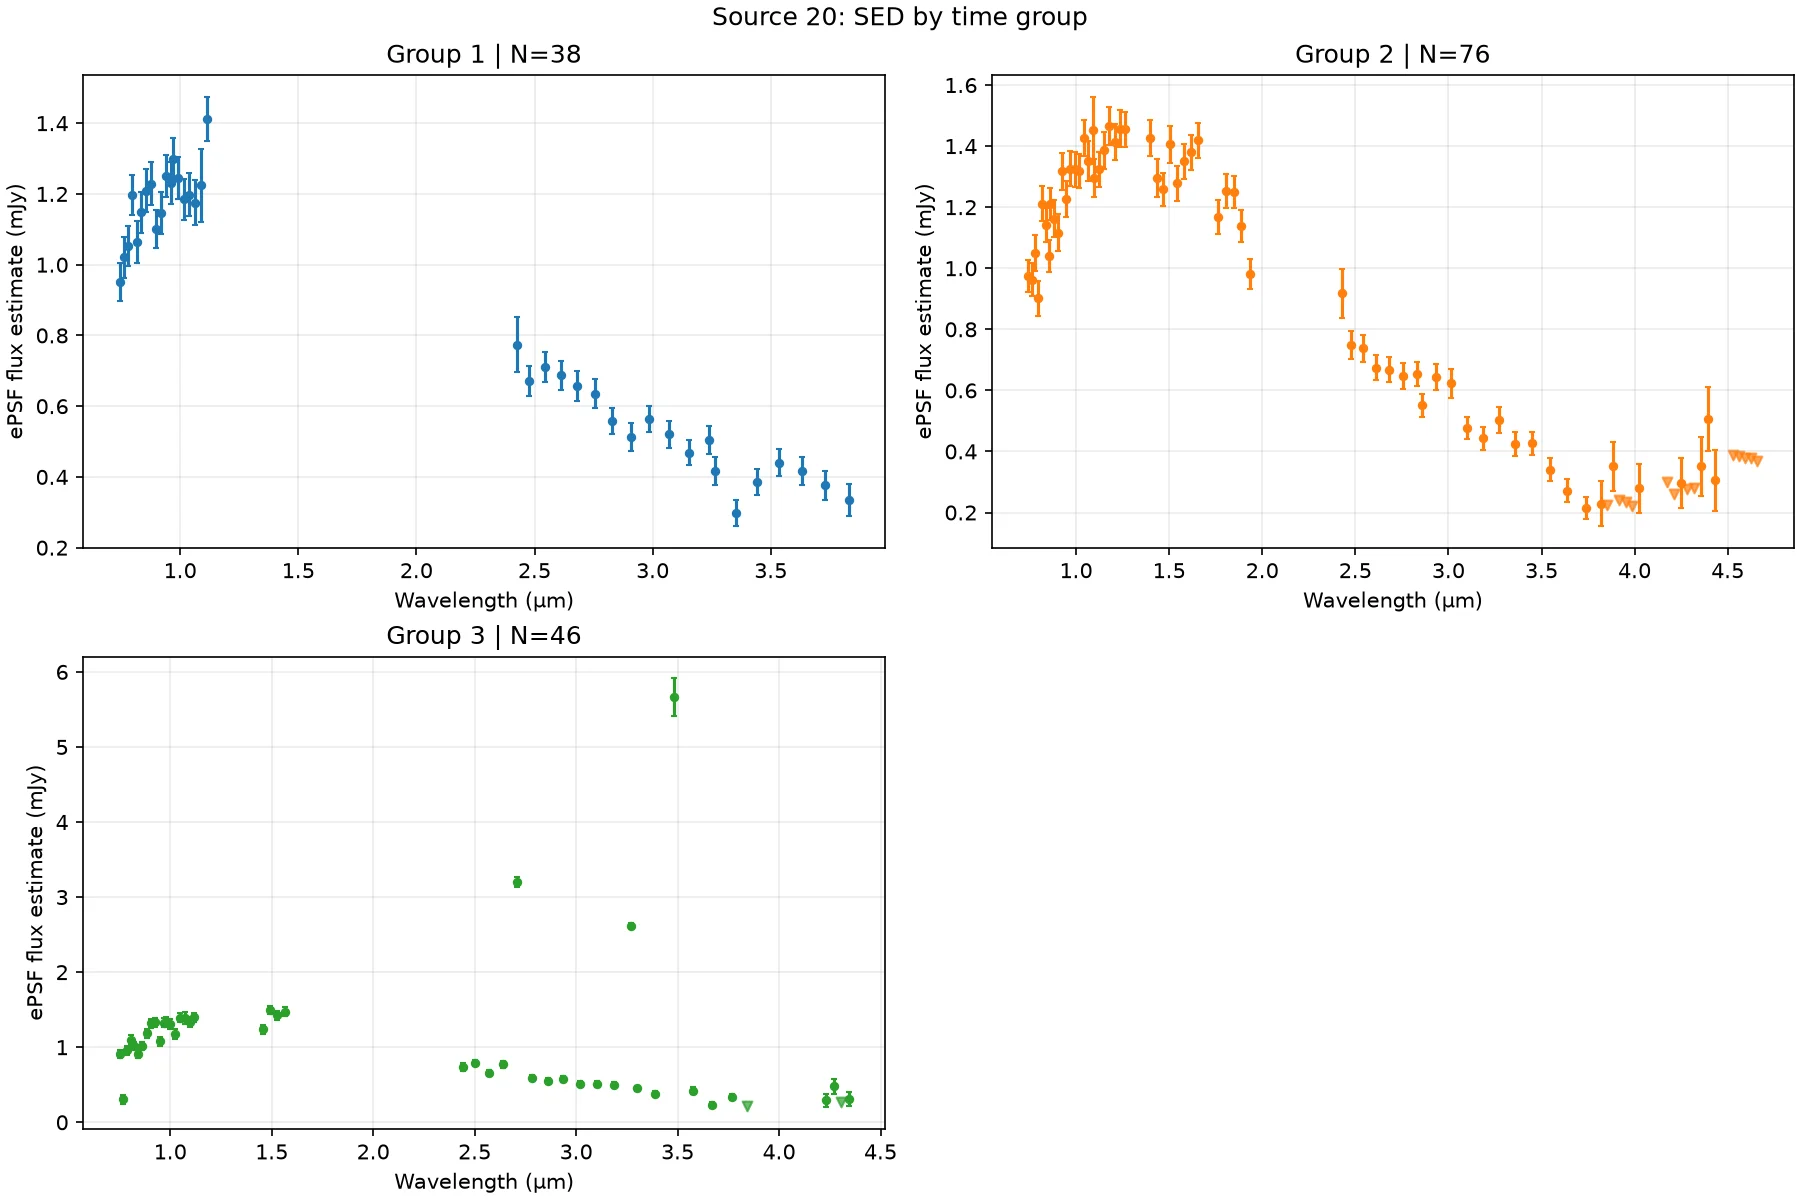 Source 20: SED by time group
Group 1 | N=38
ePSF flux estimate (mJy)
1.4
1.2
1.0
0.8
0.6
0.4
0.2
1.0 1.5 2.0 2.5 3.0 3.5
Wavelength (μm)
Group 2 | N=76
ePSF flux estimate (mJy)
1.6
1.4
1.2
1.0
0.8
0.6
0.4
0.2
1.0 1.5 2.0 2.5 3.0 3.5 4.0 4.5
Wavelength (μm)
Group 3 | N=46
ePSF flux estimate (mJy)
6
5
4
3
2
1
0
1.0 1.5 2.0 2.5 3.0 3.5 4.0 4.5
Wavelength (μm)